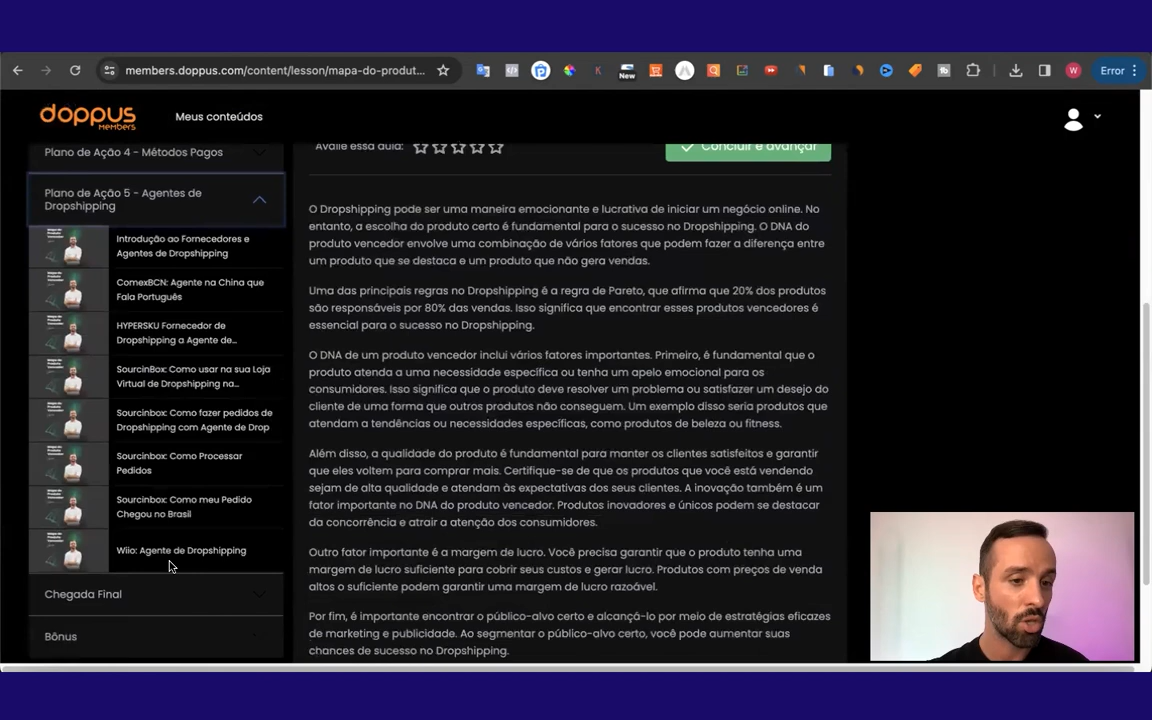 members.doppus.com/content/lesson/mapa-do-produt...
New
W
Error
doppus
MEMBERS
Meus conteúdos
Plano de Ação 4 - Métodos Pagos
Avalie essa aula:
Concluir e avançar
Plano de Ação 5 - Agentes de
Dropshipping
Introdução ao Fornecedores e
Agentes de Dropshipping
ComexBCN: Agente na China que
Fala Português
HYPERSKU Fornecedor de
Dropshipping a Agente de...
SourcinBox: Como usar na sua Loja
Virtual de Dropshipping na...
Sourcinbox: Como fazer pedidos de
Dropshipping com Agente de Drop
Sourcinbox: Como Processar
Pedidos
Sourcinbox: Como meu Pedido
Chegou no Brasil
Wiio: Agente de Dropshipping
Chegada Final
Bônus
O Dropshipping pode ser uma maneira emocionante e lucrativa de iniciar um negócio online. No
entanto, a escolha do produto certo é fundamental para o sucesso no Dropshipping. O DNA do
produto vencedor envolve uma combinação de vários fatores que podem fazer a diferença entre
um produto que se destaca e um produto que não gera vendas.
Uma das principais regras no Dropshipping é a regra de Pareto, que afirma que 20% dos produtos
são responsáveis por 80% das vendas. Isso significa que encontrar esses produtos vencedores é
essencial para o sucesso no Dropshipping.
O DNA de um produto vencedor inclui vários fatores importantes. Primeiro, é fundamental que o
produto atenda a uma necessidade específica ou tenha um apelo emocional para os
consumidores. Isso significa que o produto deve resolver um problema ou satisfazer um desejo do
cliente de uma forma que outros produtos não conseguem. Um exemplo disso seria produtos que
atendam a tendências ou necessidades específicas, como produtos de beleza ou fitness.
Além disso, a qualidade do produto é fundamental para manter os clientes satisfeitos e garantir
que eles voltem para comprar mais. Certifique-se de que os produtos que você está vendendo
sejam de alta qualidade e atendam às expectativas dos seus clientes. A inovação também é um
fator importante no DNA do produto vencedor. Produtos inovadores e únicos podem se destacar
da concorrência e atrair a atenção dos consumidores.
Outro fator importante é a margem de lucro. Você precisa garantir que o produto tenha uma
margem de lucro suficiente para cobrir seus custos e gerar lucro. Produtos com preços de venda
altos o suficiente podem garantir uma margem de lucro razoável.
Por fim, é importante encontrar o público-alvo certo e alcançá-lo por meio de estratégias eficazes
de marketing e publicidade. Ao segmentar o público-alvo certo, você pode aumentar suas
chances de sucesso no Dropshipping.